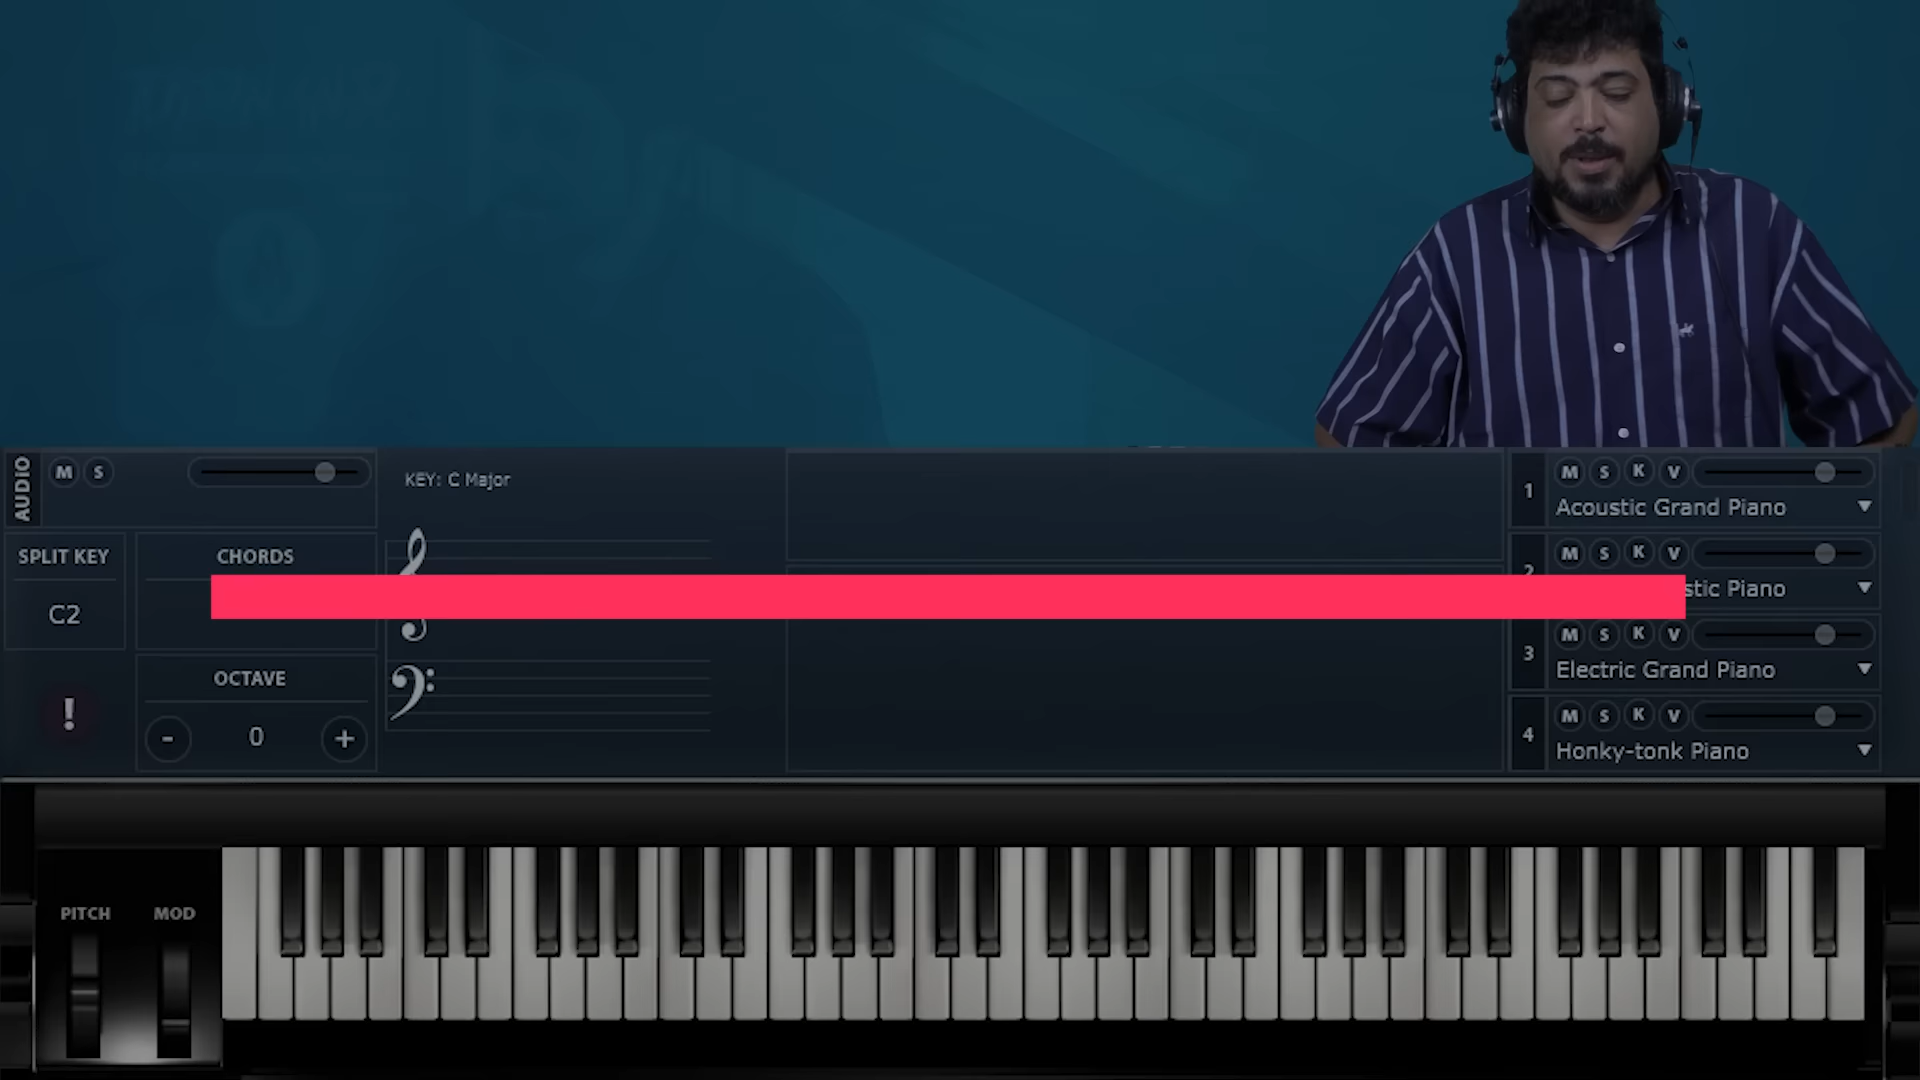 AUDIO
M S
KEY: C Major
SPLIT KEY
C2
CHORDS
OCTAVE
!
- 0 +
1
M S K V
Acoustic Grand Piano
2
M S K V
Piano
3
M S K V
Electric Grand Piano
4
M S K V
Honky-tonk Piano
PITCH MOD